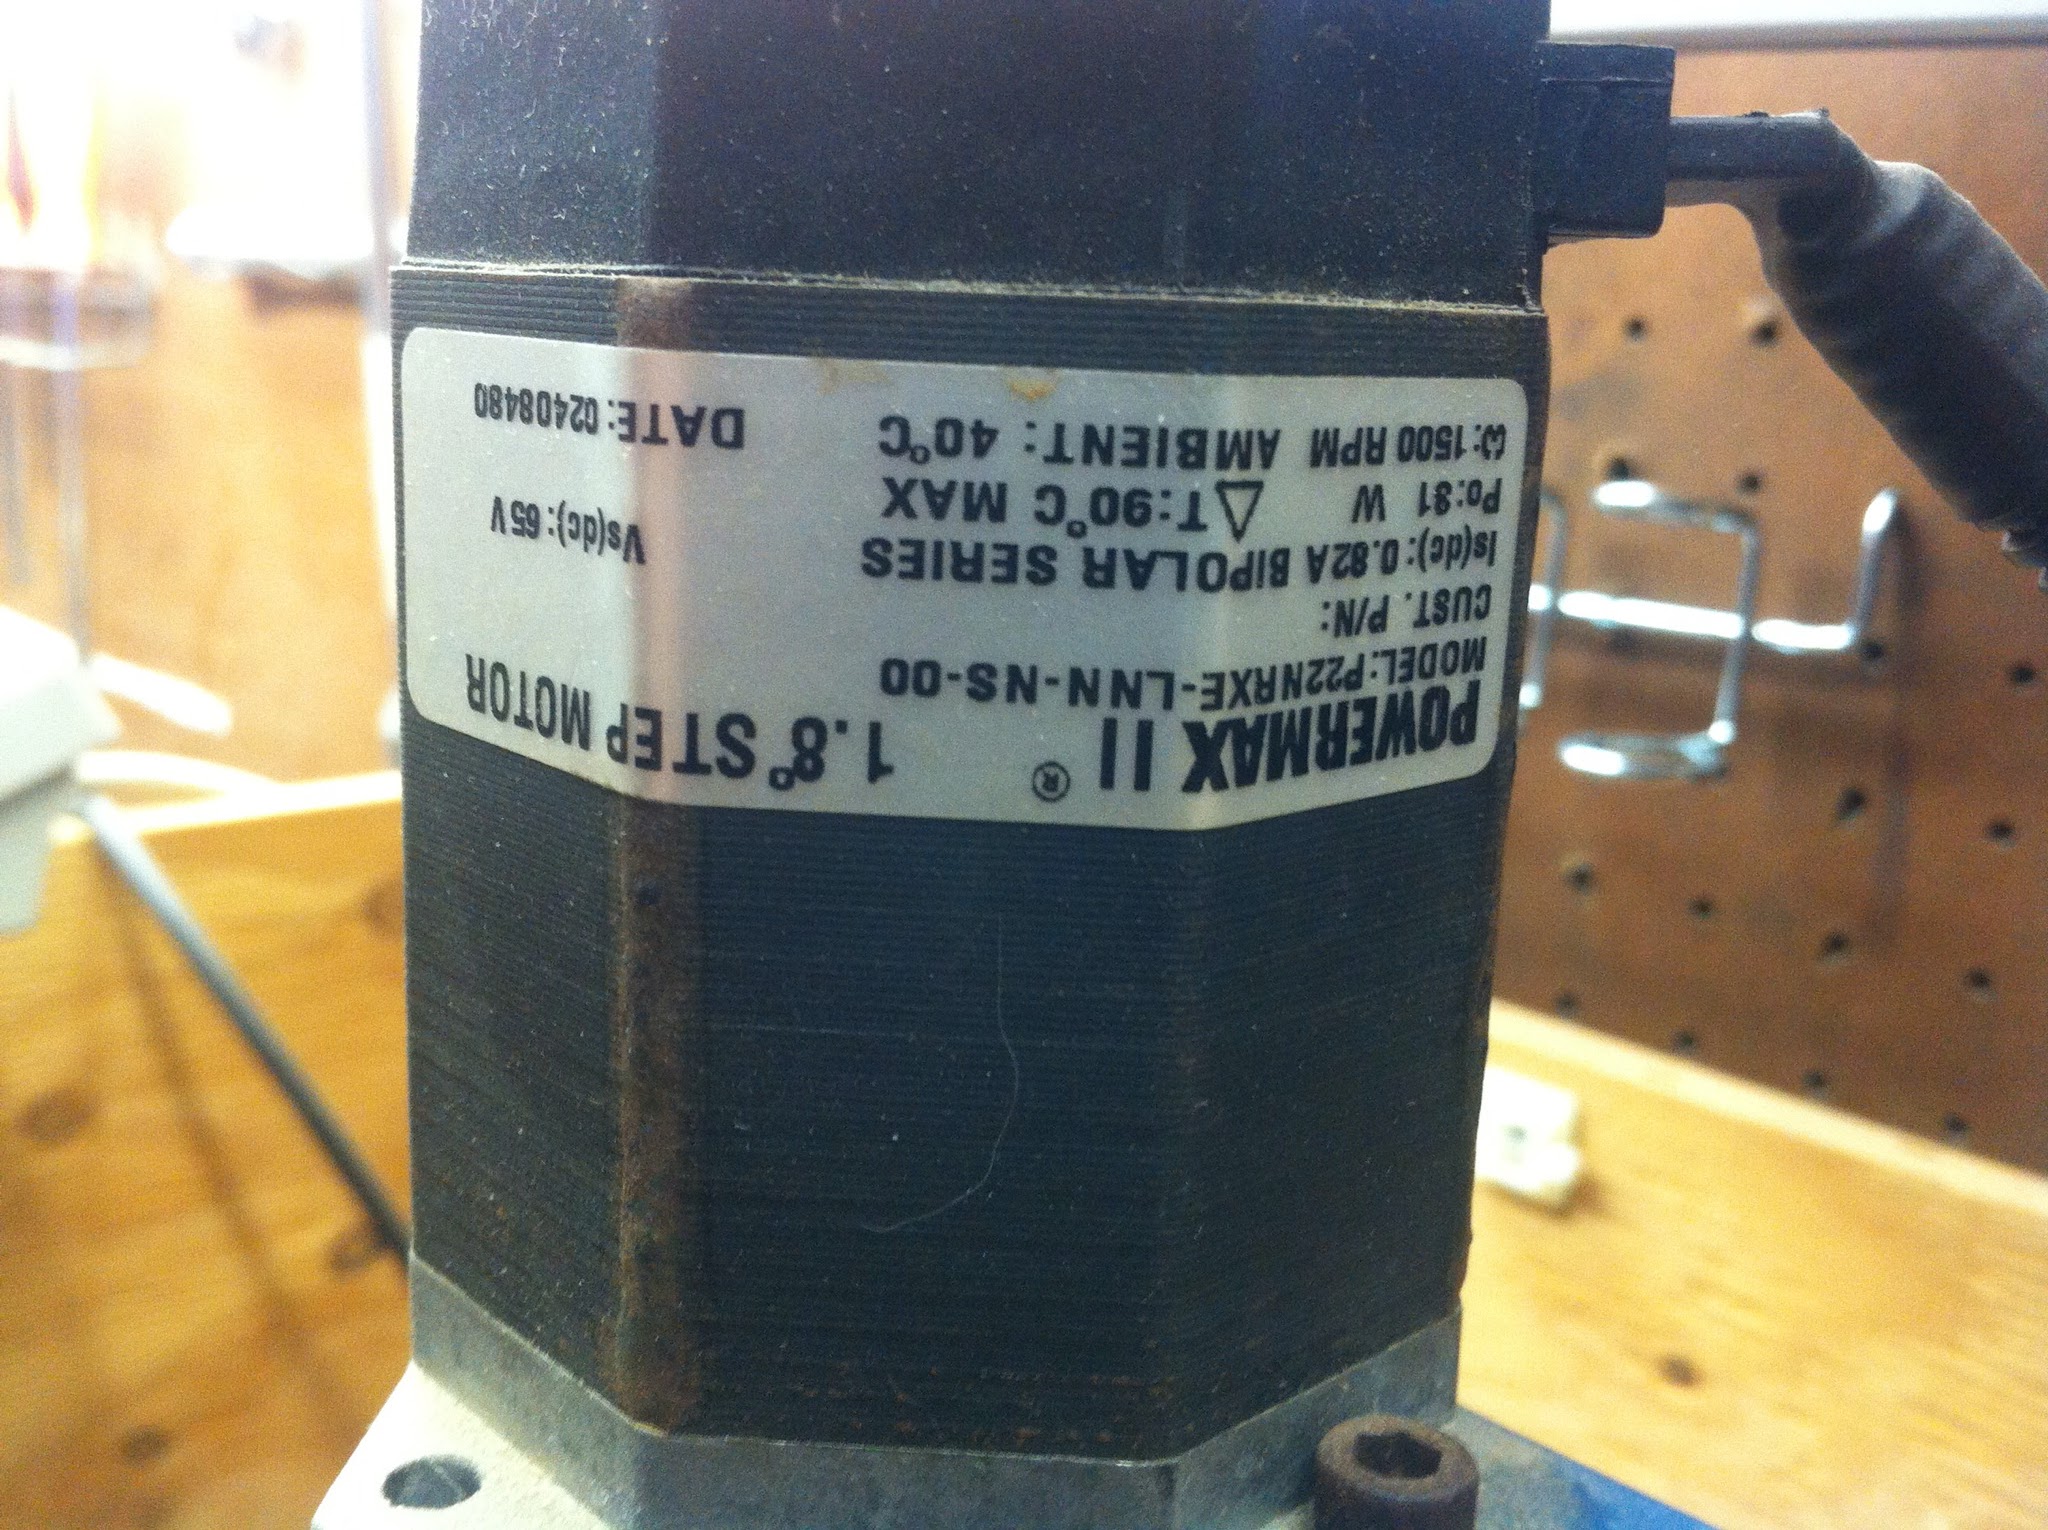 POWERMAX II ® 1.8° STEP MOTOR
MODEL:P22NRXE-LNN-NS-00
CUST. P/N:
Is(dc):0.82A BIPOLAR SERIES Vs(dc):65V
Po:31 W △T:90°C MAX
ω:1500 RPM AMBIENT: 40°C DATE:02408480